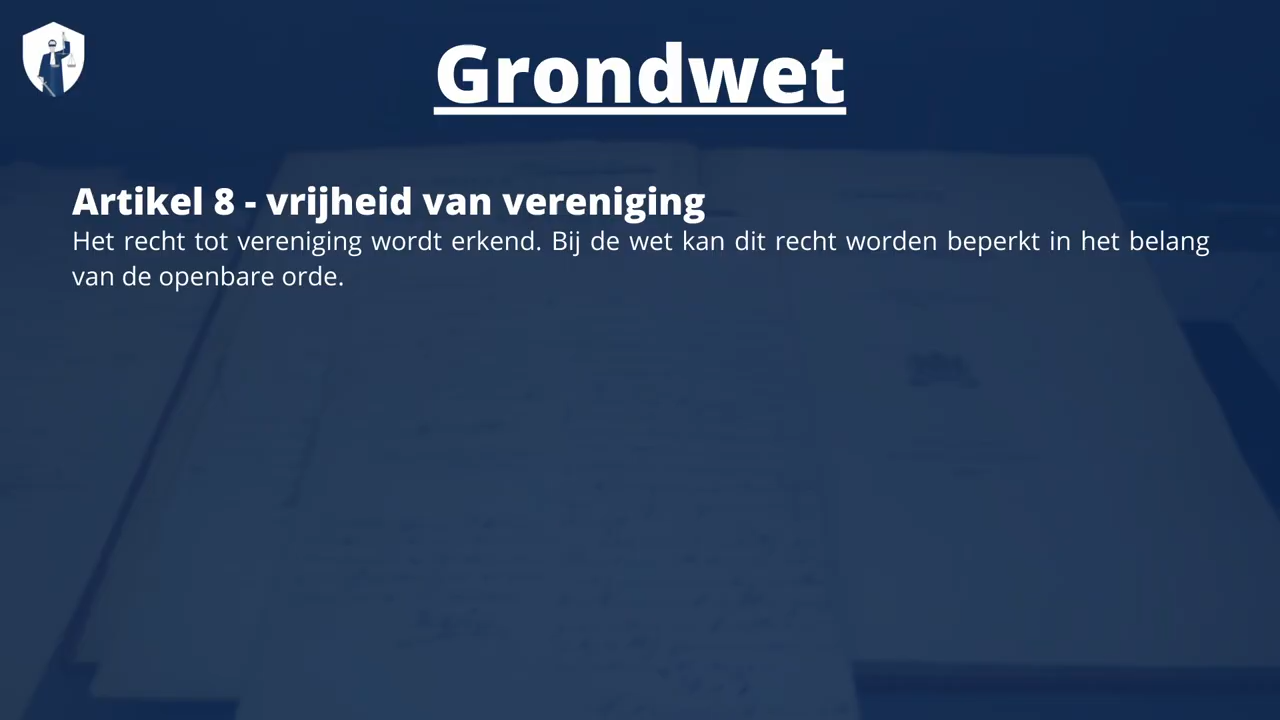 Grondwet
Artikel 8 - vrijheid van vereniging
Het recht tot vereniging wordt erkend. Bij de wet kan dit recht worden beperkt in het belang
van de openbare orde.